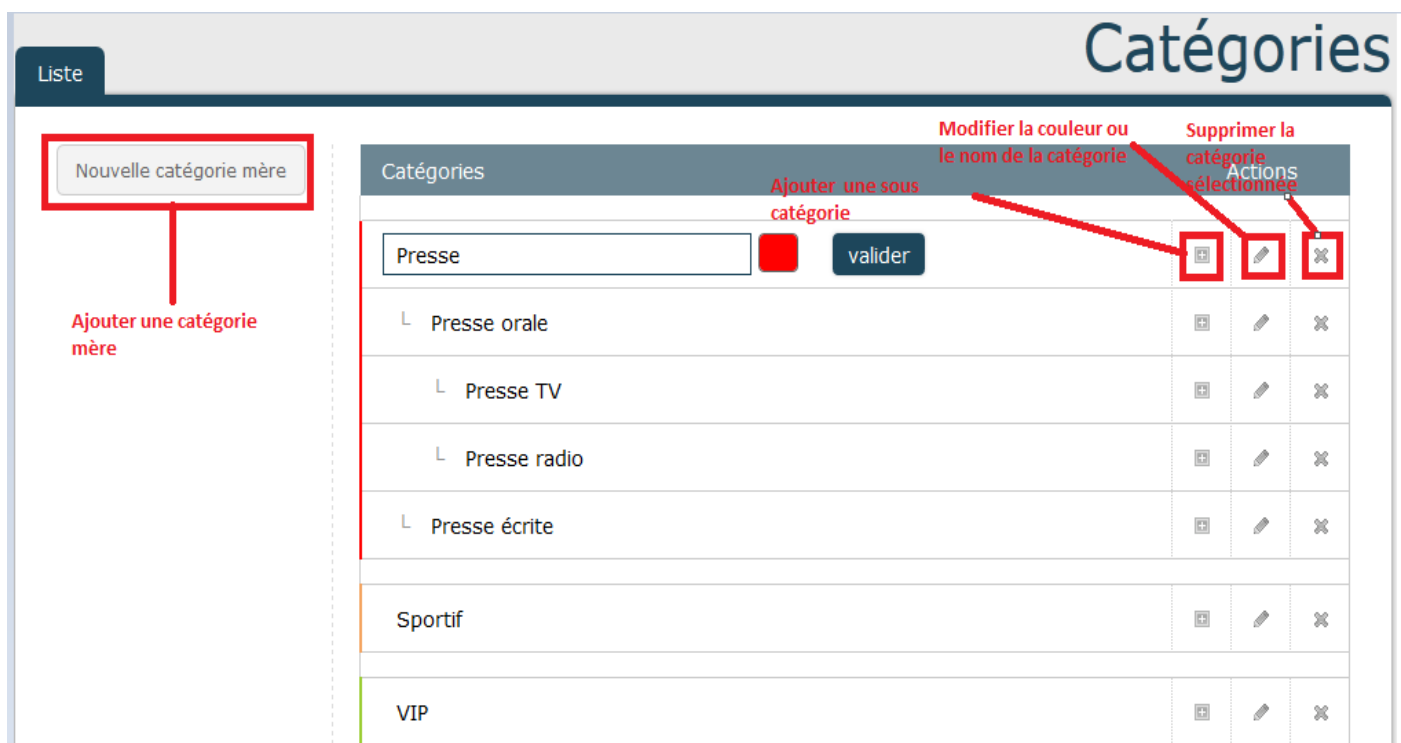 Catégories
Liste
Nouvelle catégorie mère
Ajouter une catégorie
mère
Modifier la couleur ou
le nom de la catégorie
Supprimer la
catégorie
sélectionnée
Catégories
Actions
Ajouter une sous
catégorie
Presse
valider
└ Presse orale
└ Presse TV
└ Presse radio
└ Presse écrite
Sportif
VIP